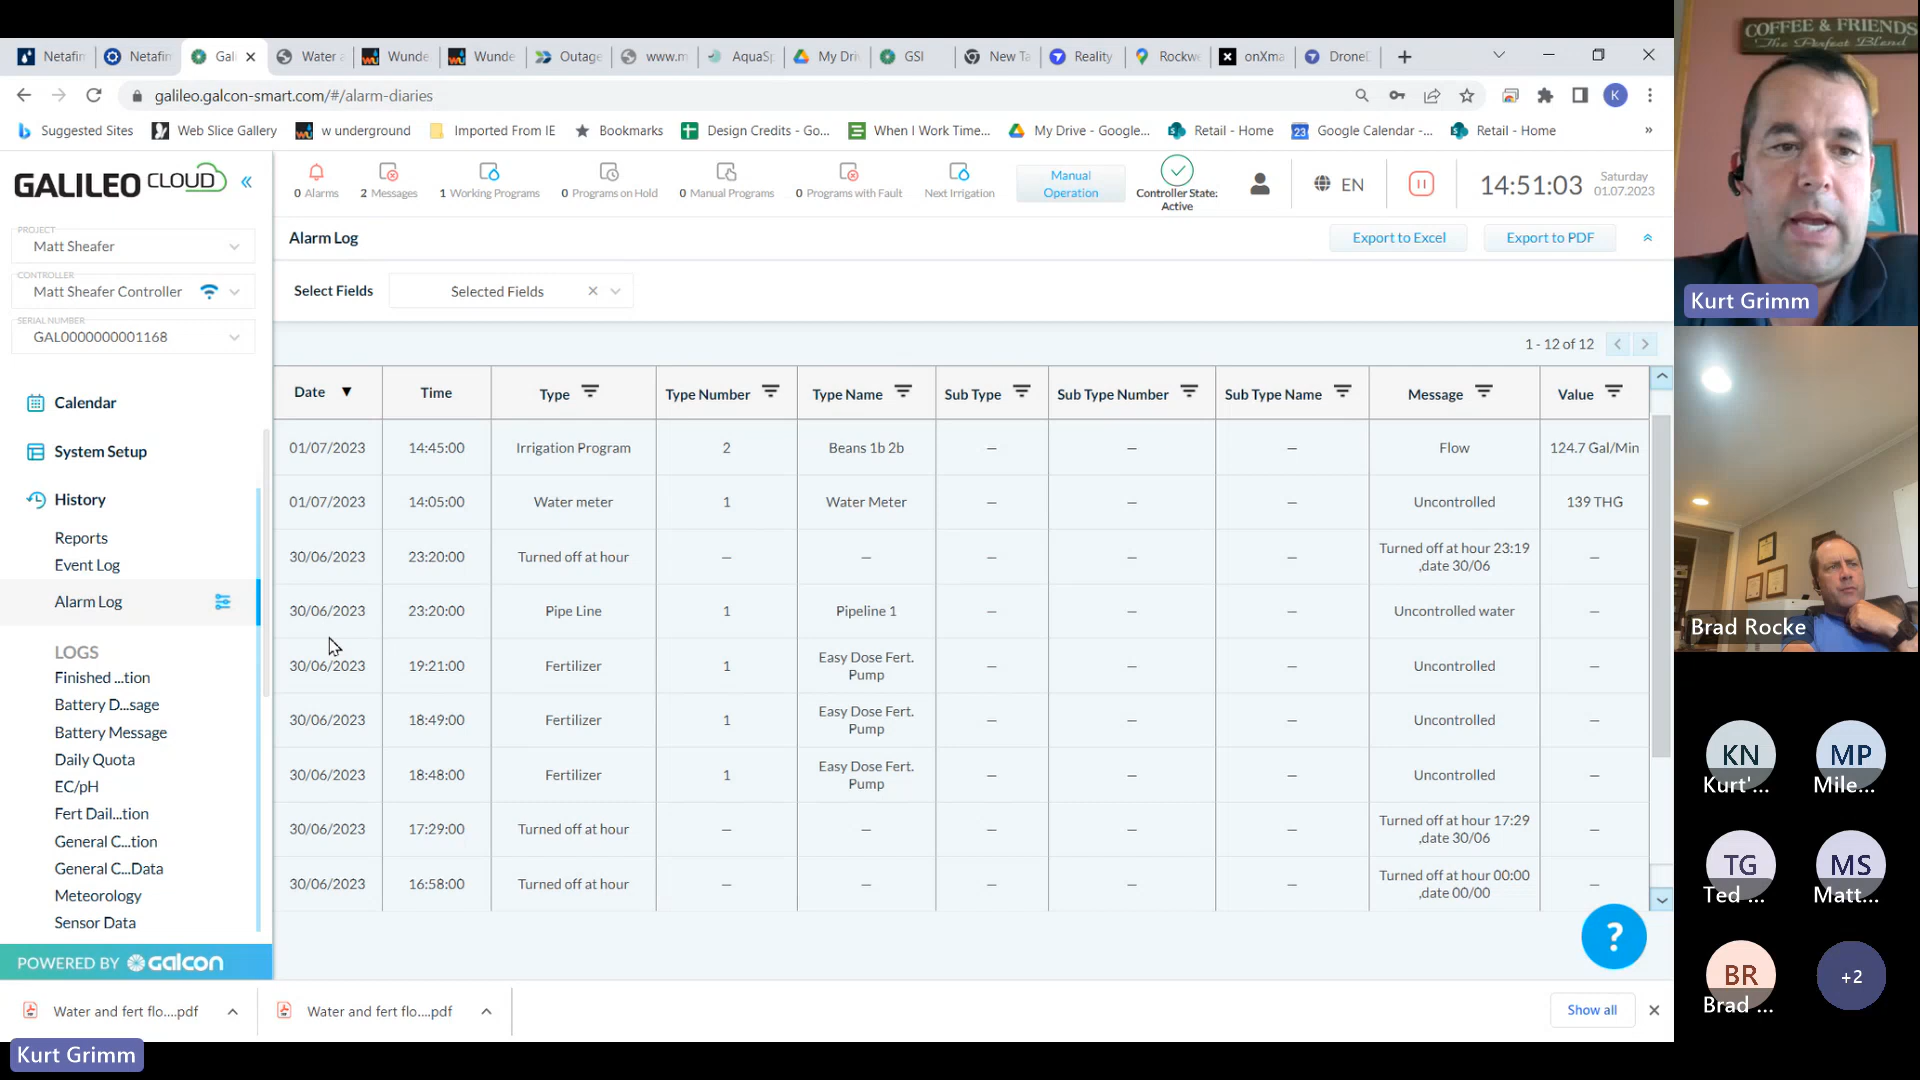 Netafin
Netafin
Gali
Water a
Wunde
Wunde
Outage
www.m
AquaSp
My Driv
GSI
New Ta
Reality
Rockwe
onXma
DroneD
galileo.galcon-smart.com/#/alarm-diaries
K
Suggested Sites
Web Slice Gallery
w underground
Imported From IE
Bookmarks
Design Credits - Go...
When I Work Time...
My Drive - Google...
Retail - Home
Google Calendar -...
Retail - Home
»
GALILEO CLOUD
0 Alarms
2 Messages
1 Working Programs
0 Programs on Hold
0 Manual Programs
0 Programs with Fault
Next Irrigation
Manual
Operation
Controller State:
Active
EN
14:51:03
Saturday
01.07.2023
PROJECT
Matt Sheafer
CONTROLLER
Matt Sheafer Controller
SERIAL NUMBER
GAL0000000001168
Calendar
System Setup
History
Reports
Event Log
Alarm Log
LOGS
Finished ...tion
Battery D...sage
Battery Message
Daily Quota
EC/pH
Fert Dail...tion
General C...tion
General C...Data
Meteorology
Sensor Data
POWERED BY galcon
Alarm Log
Export to Excel
Export to PDF
Select Fields
Selected Fields
1 - 12 of 12
Date Time Type Type Number Type Name Sub Type Sub Type Number Sub Type Name Message Value
01/07/2023 14:45:00 Irrigation Program 2 Beans 1b 2b – – – Flow 124.7 Gal/Min
01/07/2023 14:05:00 Water meter 1 Water Meter – – – Uncontrolled 139 THG
30/06/2023 23:20:00 Turned off at hour – – – – – Turned off at hour 23:19
,date 30/06 –
30/06/2023 23:20:00 Pipe Line 1 Pipeline 1 – – – Uncontrolled water –
30/06/2023 19:21:00 Fertilizer 1 Easy Dose Fert.
Pump – – – Uncontrolled –
30/06/2023 18:49:00 Fertilizer 1 Easy Dose Fert.
Pump – – – Uncontrolled –
30/06/2023 18:48:00 Fertilizer 1 Easy Dose Fert.
Pump – – – Uncontrolled –
30/06/2023 17:29:00 Turned off at hour – – – – – Turned off at hour 17:29
,date 30/06 –
30/06/2023 16:58:00 Turned off at hour – – – – – Turned off at hour 00:00
,date 00/00 –
?
Water and fert flo....pdf
Water and fert flo....pdf
Show all
Kurt Grimm
COFFEE & FRIENDS
The Perfect Blend
Kurt Grimm
Brad Rocke
KN
Kurt'...
MP
Mile...
TG
Ted ...
MS
Matt...
BR
Brad ...
+2